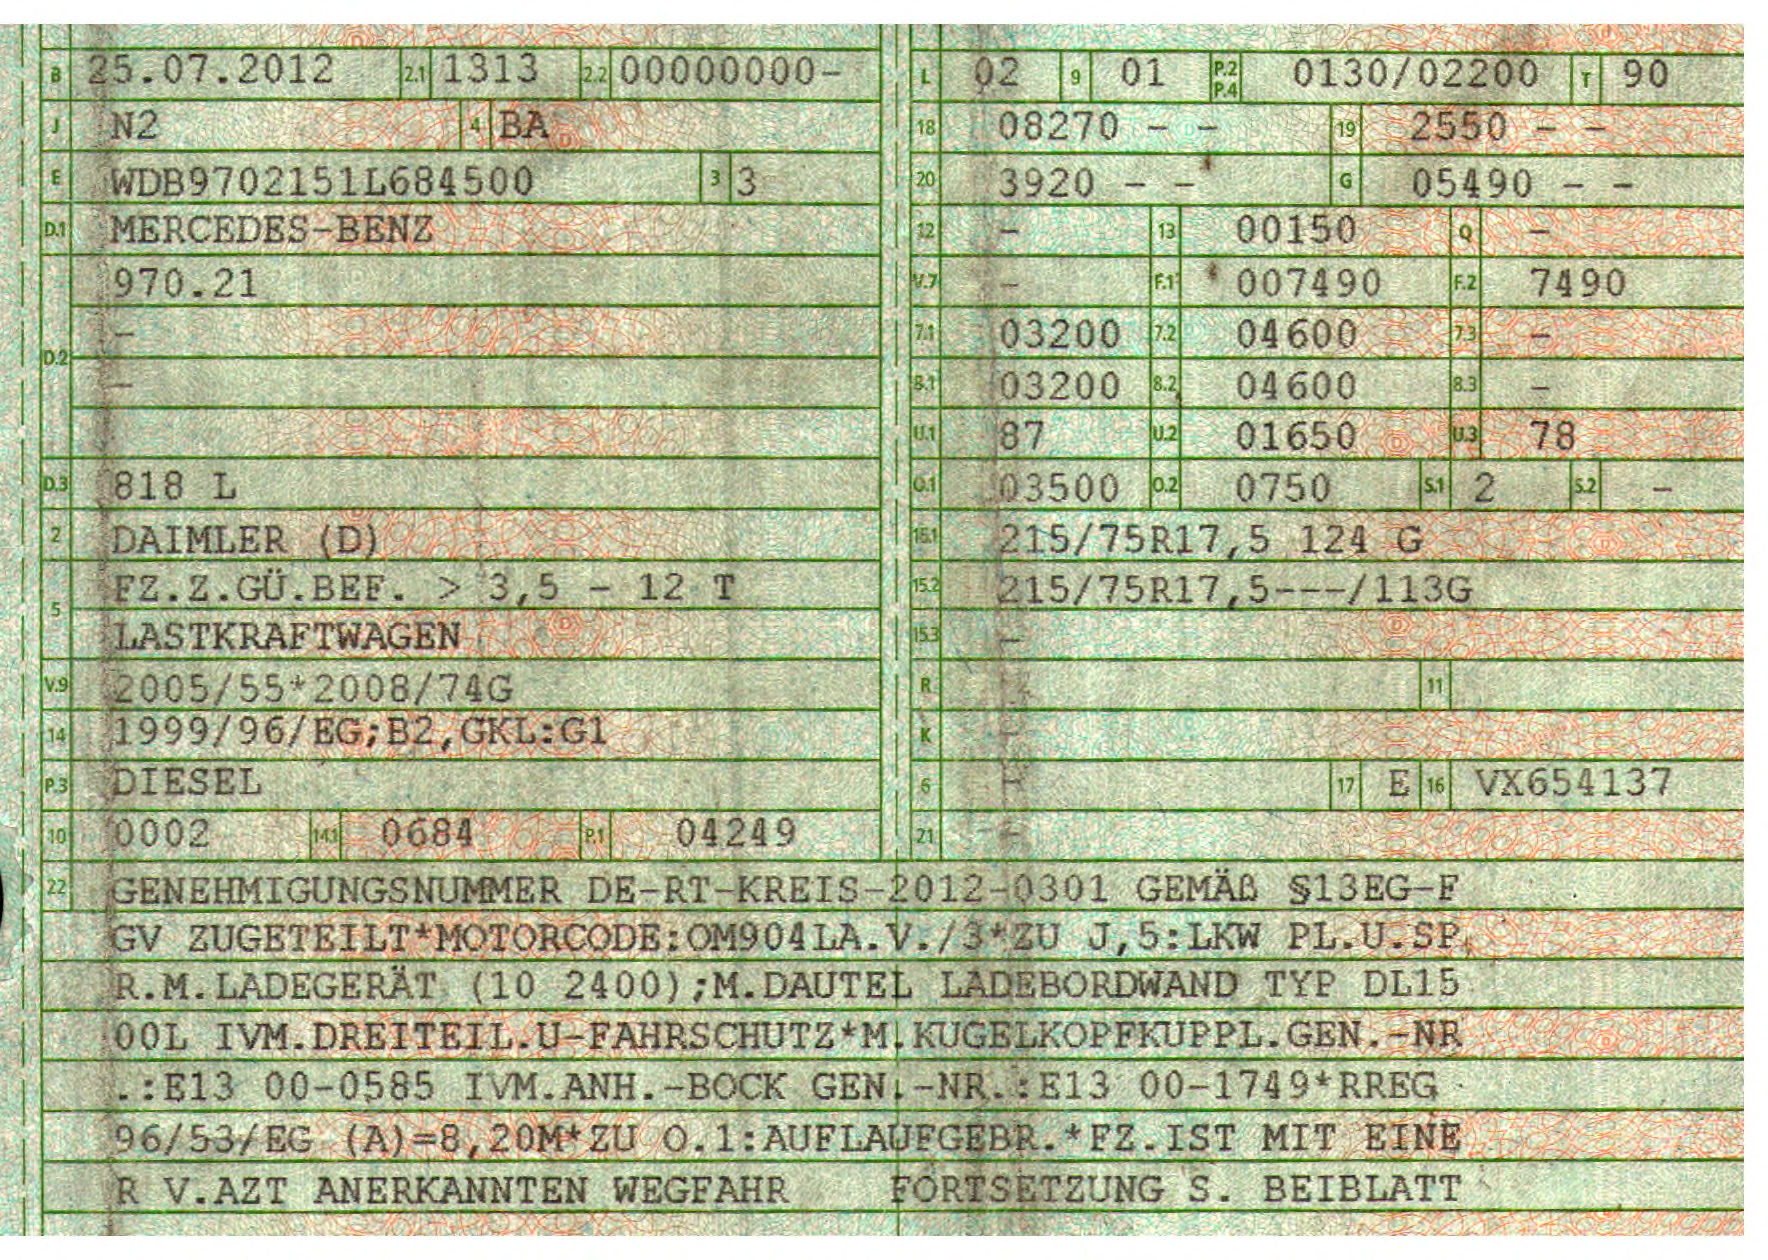 B 25.07.2012 2.1 1313 2.2 00000000-
J N2 4 BA
E WDB9702151L684500 3 3
D.1 MERCEDES-BENZ
970.21
D.2 -
-
D.3 818 L
2 DAIMLER (D)
5 FZ.Z.GÜ.BEF. > 3,5 - 12 T
LASTKRAFTWAGEN
V.9 2005/55*2008/74G
14 1999/96/EG;B2,GKL:G1
P.3 DIESEL
10 0002 14.1 0684 P.1 04249
L 02 9 01 P.2 P.4 0130/02200 T 90
18 08270 - - 19 2550 - -
20 3920 - - G 05490 - -
12 - 13 00150 Q -
V.7 - F.1 007490 F.2 7490
7.1 03200 7.2 04600 7.3 -
8.1 03200 8.2 04600 8.3 -
U.1 87 U.2 01650 U.3 78
O.1 03500 O.2 0750 S.1 2 S.2 -
15.1 215/75R17,5 124 G
15.2 215/75R17,5---/113G
15.3 -
R 11
K -
6 - 17 E 16 VX654137
21 -
22 GENEHMIGUNGSNUMMER DE-RT-KREIS-2012-0301 GEMÄß §13EG-F
GV ZUGETEILT*MOTORCODE:OM904LA.V./3*ZU J,5:LKW PL.U.SP
R.M.LADEGERÄT (10 2400);M.DAUTEL LADEBORDWAND TYP DL15
00L IVM.DREITEIL.U-FAHRSCHUTZ*M.KUGELKOPFKUPPL.GEN.-NR
.:E13 00-0585 IVM.ANH.-BOCK GEN.-NR.:E13 00-1749*RREG
96/53/EG (A)=8,20M*ZU O.1:AUFLAUFGEBR.*FZ.IST MIT EINE
R V.AZT ANERKANNTEN WEGFAHR FORTSETZUNG S. BEIBLATT